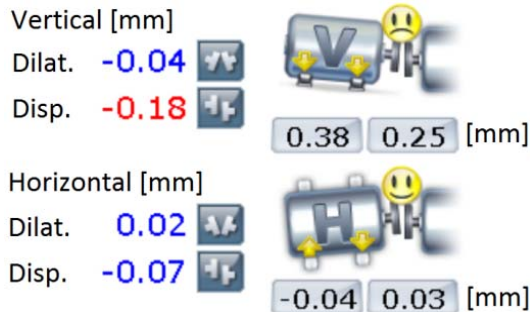 Vertical [mm]
Dilat. -0.04
Disp. -0.18
V
0.38 0.25 [mm]
Horizontal [mm]
Dilat. 0.02
Disp. -0.07
H
-0.04 0.03 [mm]